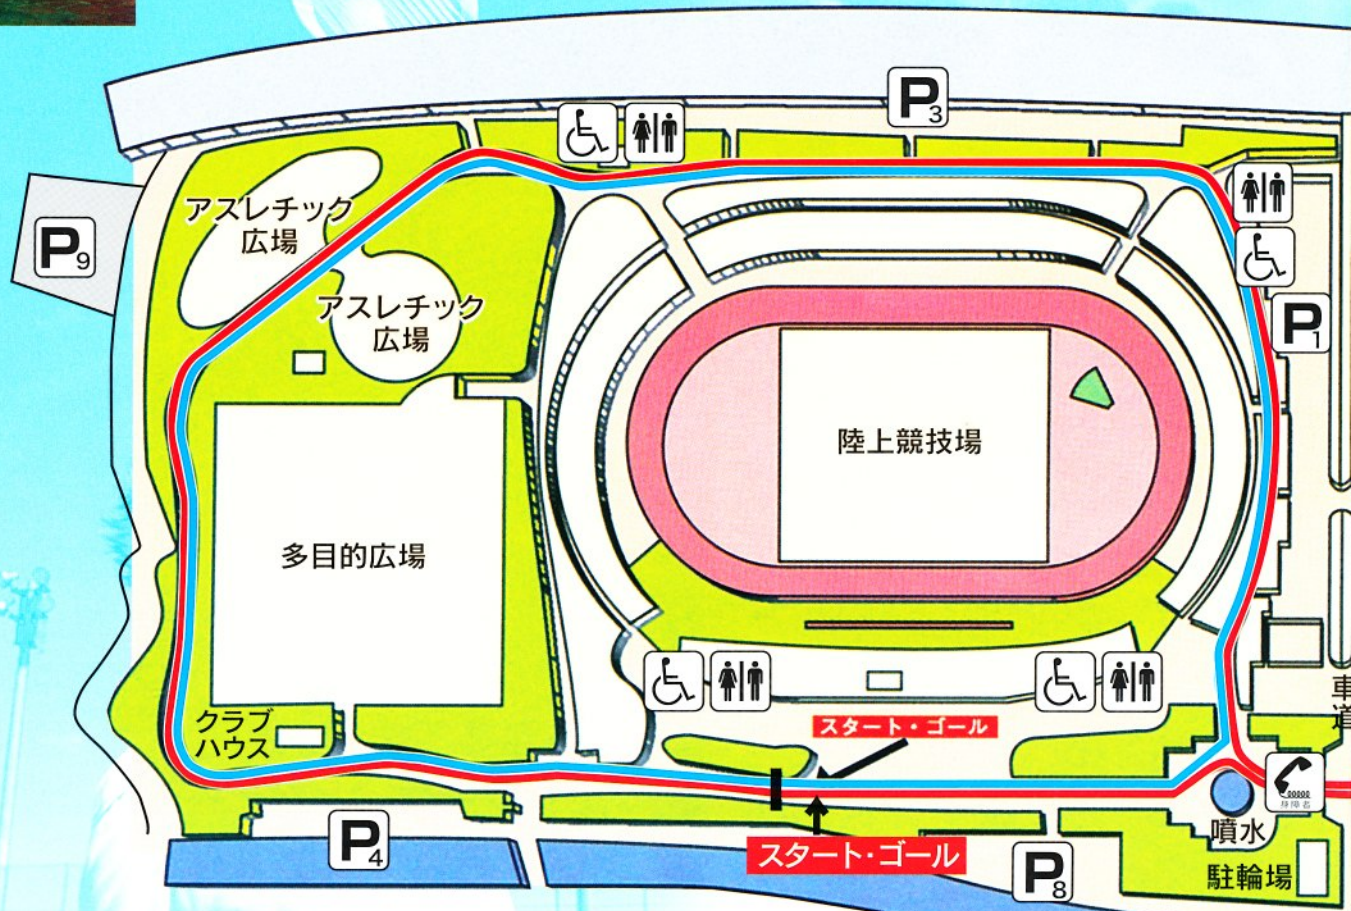 P3
P9
アスレチック
広場
アスレチック
広場
P1
陸上競技場
多目的広場
クラブ
ハウス
スタート・ゴール
車
道
身障者
噴水
スタート・ゴール
P4
P8
駐輪場